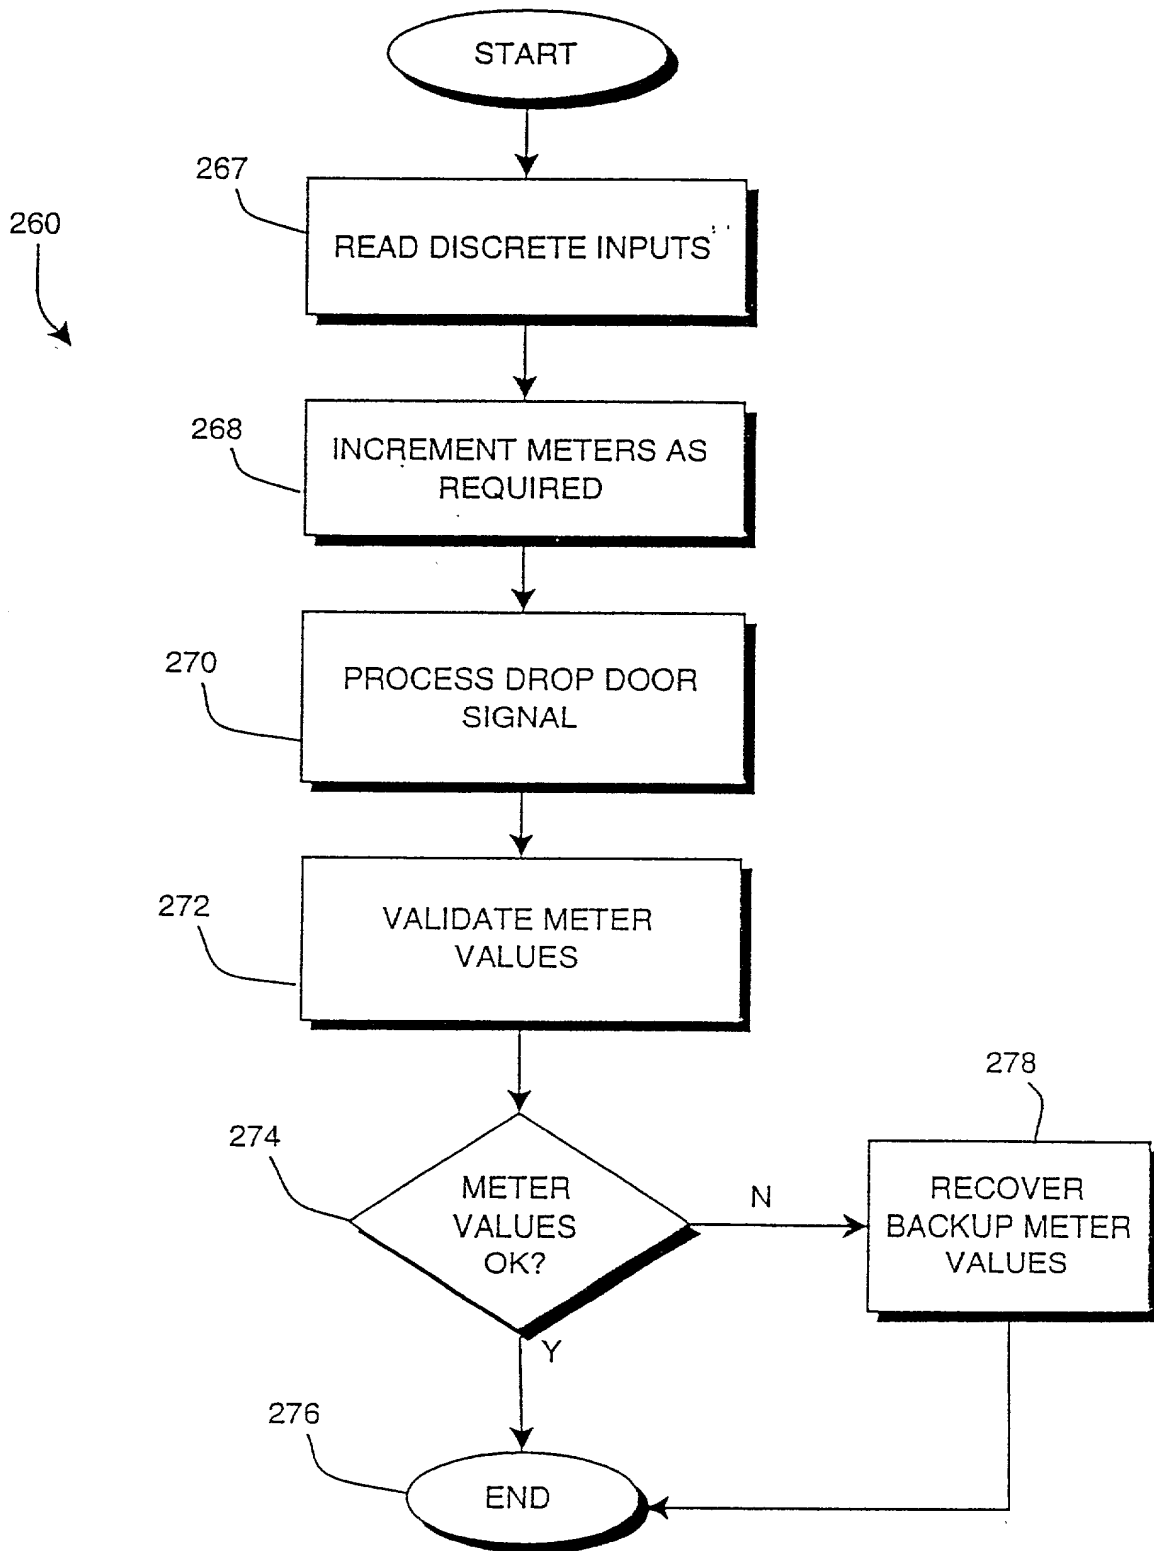 START
267
260
READ DISCRETE INPUTS
268
INCREMENT METERS AS
REQUIRED
270
PROCESS DROP DOOR
SIGNAL
272
VALIDATE METER
VALUES
274
METER
VALUES
OK?
N
278
RECOVER
BACKUP METER
VALUES
Y
276
END